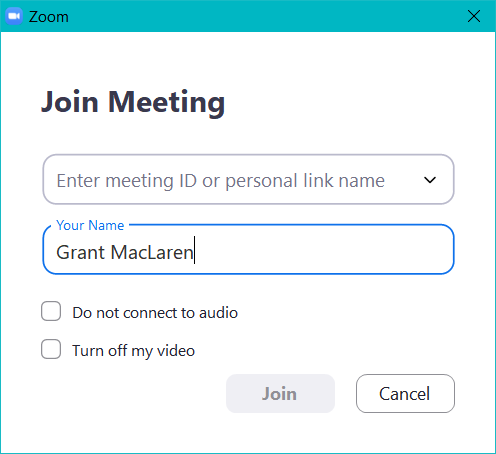 Zoom
Join Meeting
Enter meeting ID or personal link name
Your Name
Grant MacLaren
Do not connect to audio
Turn off my video
Join Cancel